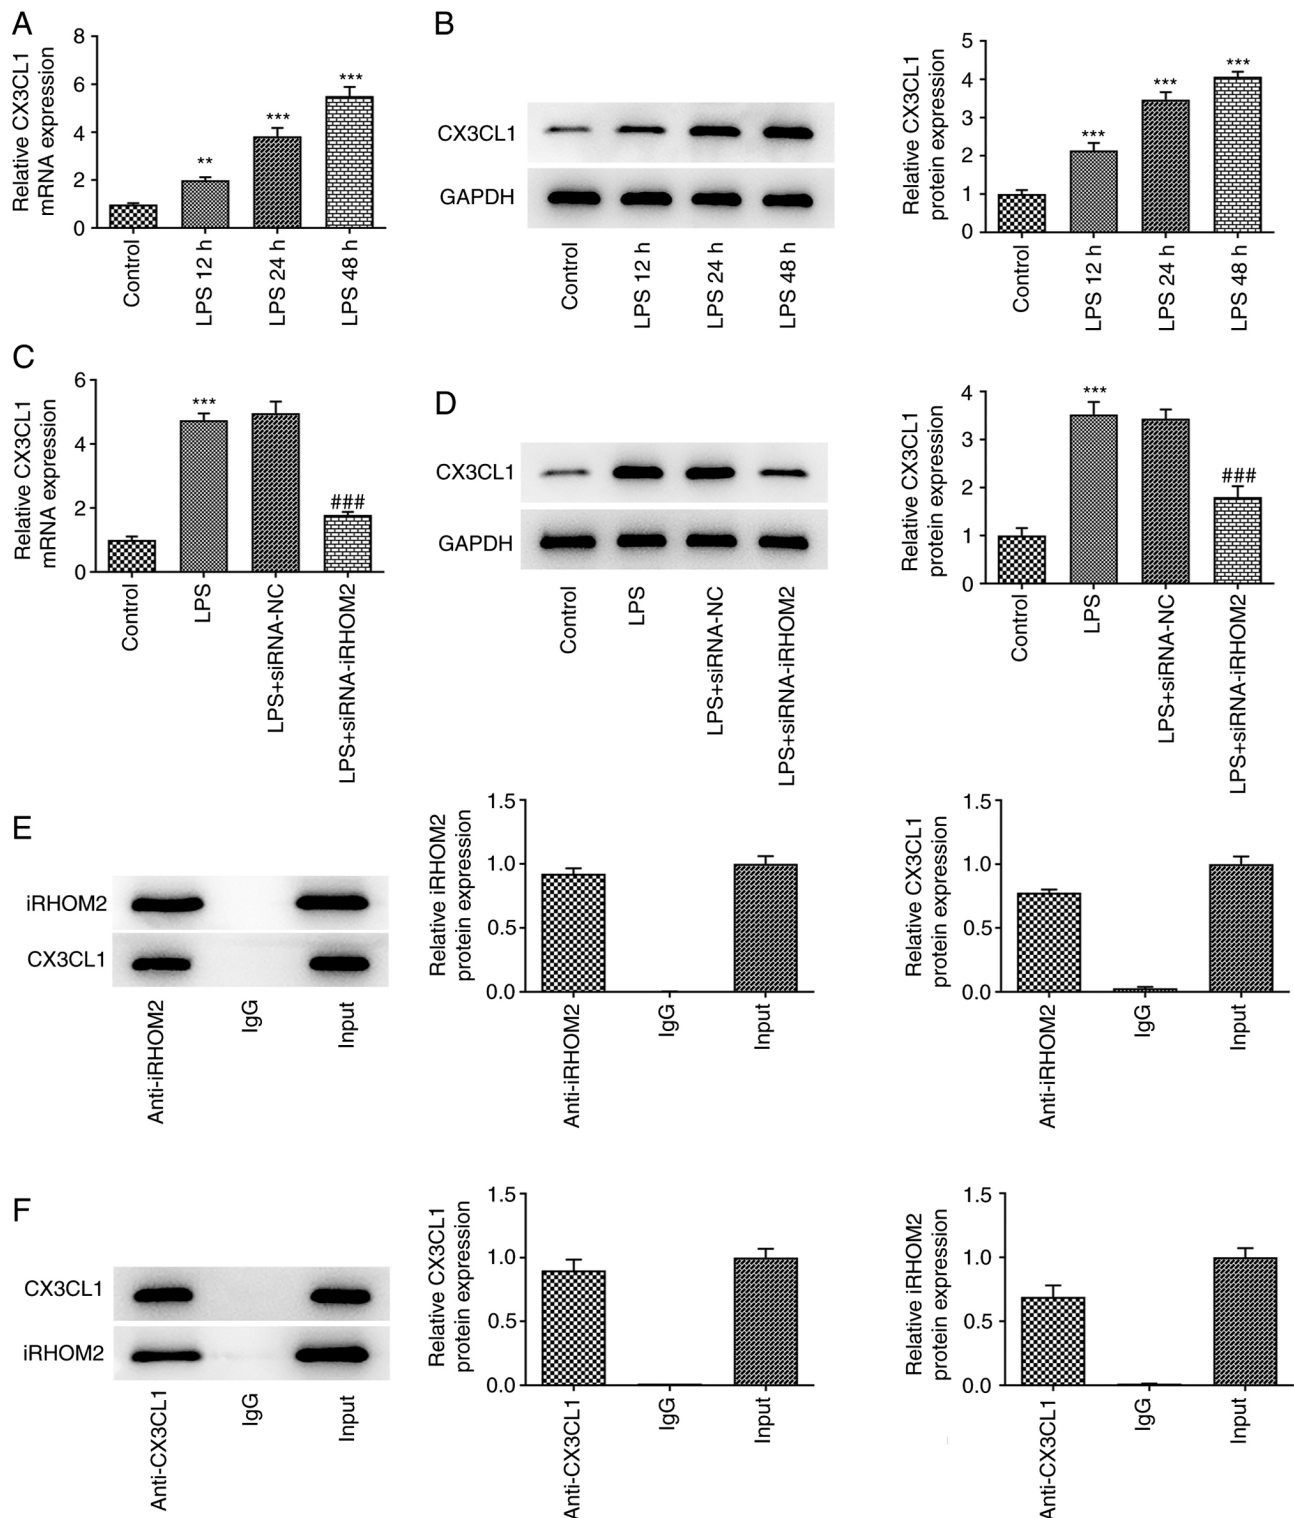 A
Relative CX3CL1
mRNA expression
8
6
4
2
0
**
***
***
Control
LPS 12 h
LPS 24 h
LPS 48 h
B
CX3CL1
GAPDH
Control
LPS 12 h
LPS 24 h
LPS 48 h
Relative CX3CL1
protein expression
5
4
3
2
1
0
***
***
***
Control
LPS 12 h
LPS 24 h
LPS 48 h
C
Relative CX3CL1
mRNA expression
6
4
2
0
***
###
Control
LPS
LPS+siRNA-NC
LPS+siRNA-iRHOM2
D
CX3CL1
GAPDH
Control
LPS
LPS+siRNA-NC
LPS+siRNA-iRHOM2
Relative CX3CL1
protein expression
4
3
2
1
0
***
###
Control
LPS
LPS+siRNA-NC
LPS+siRNA-iRHOM2
E
iRHOM2
CX3CL1
Anti-iRHOM2
IgG
Input
Relative iRHOM2
protein expression
1.5
1.0
0.5
0.0
Anti-iRHOM2
IgG
Input
Relative CX3CL1
protein expression
1.5
1.0
0.5
0.0
Anti-iRHOM2
IgG
Input
F
CX3CL1
iRHOM2
Anti-CX3CL1
IgG
Input
Relative CX3CL1
protein expression
1.5
1.0
0.5
0.0
Anti-CX3CL1
IgG
Input
Relative iRHOM2
protein expression
1.5
1.0
0.5
0.0
Anti-CX3CL1
IgG
Input